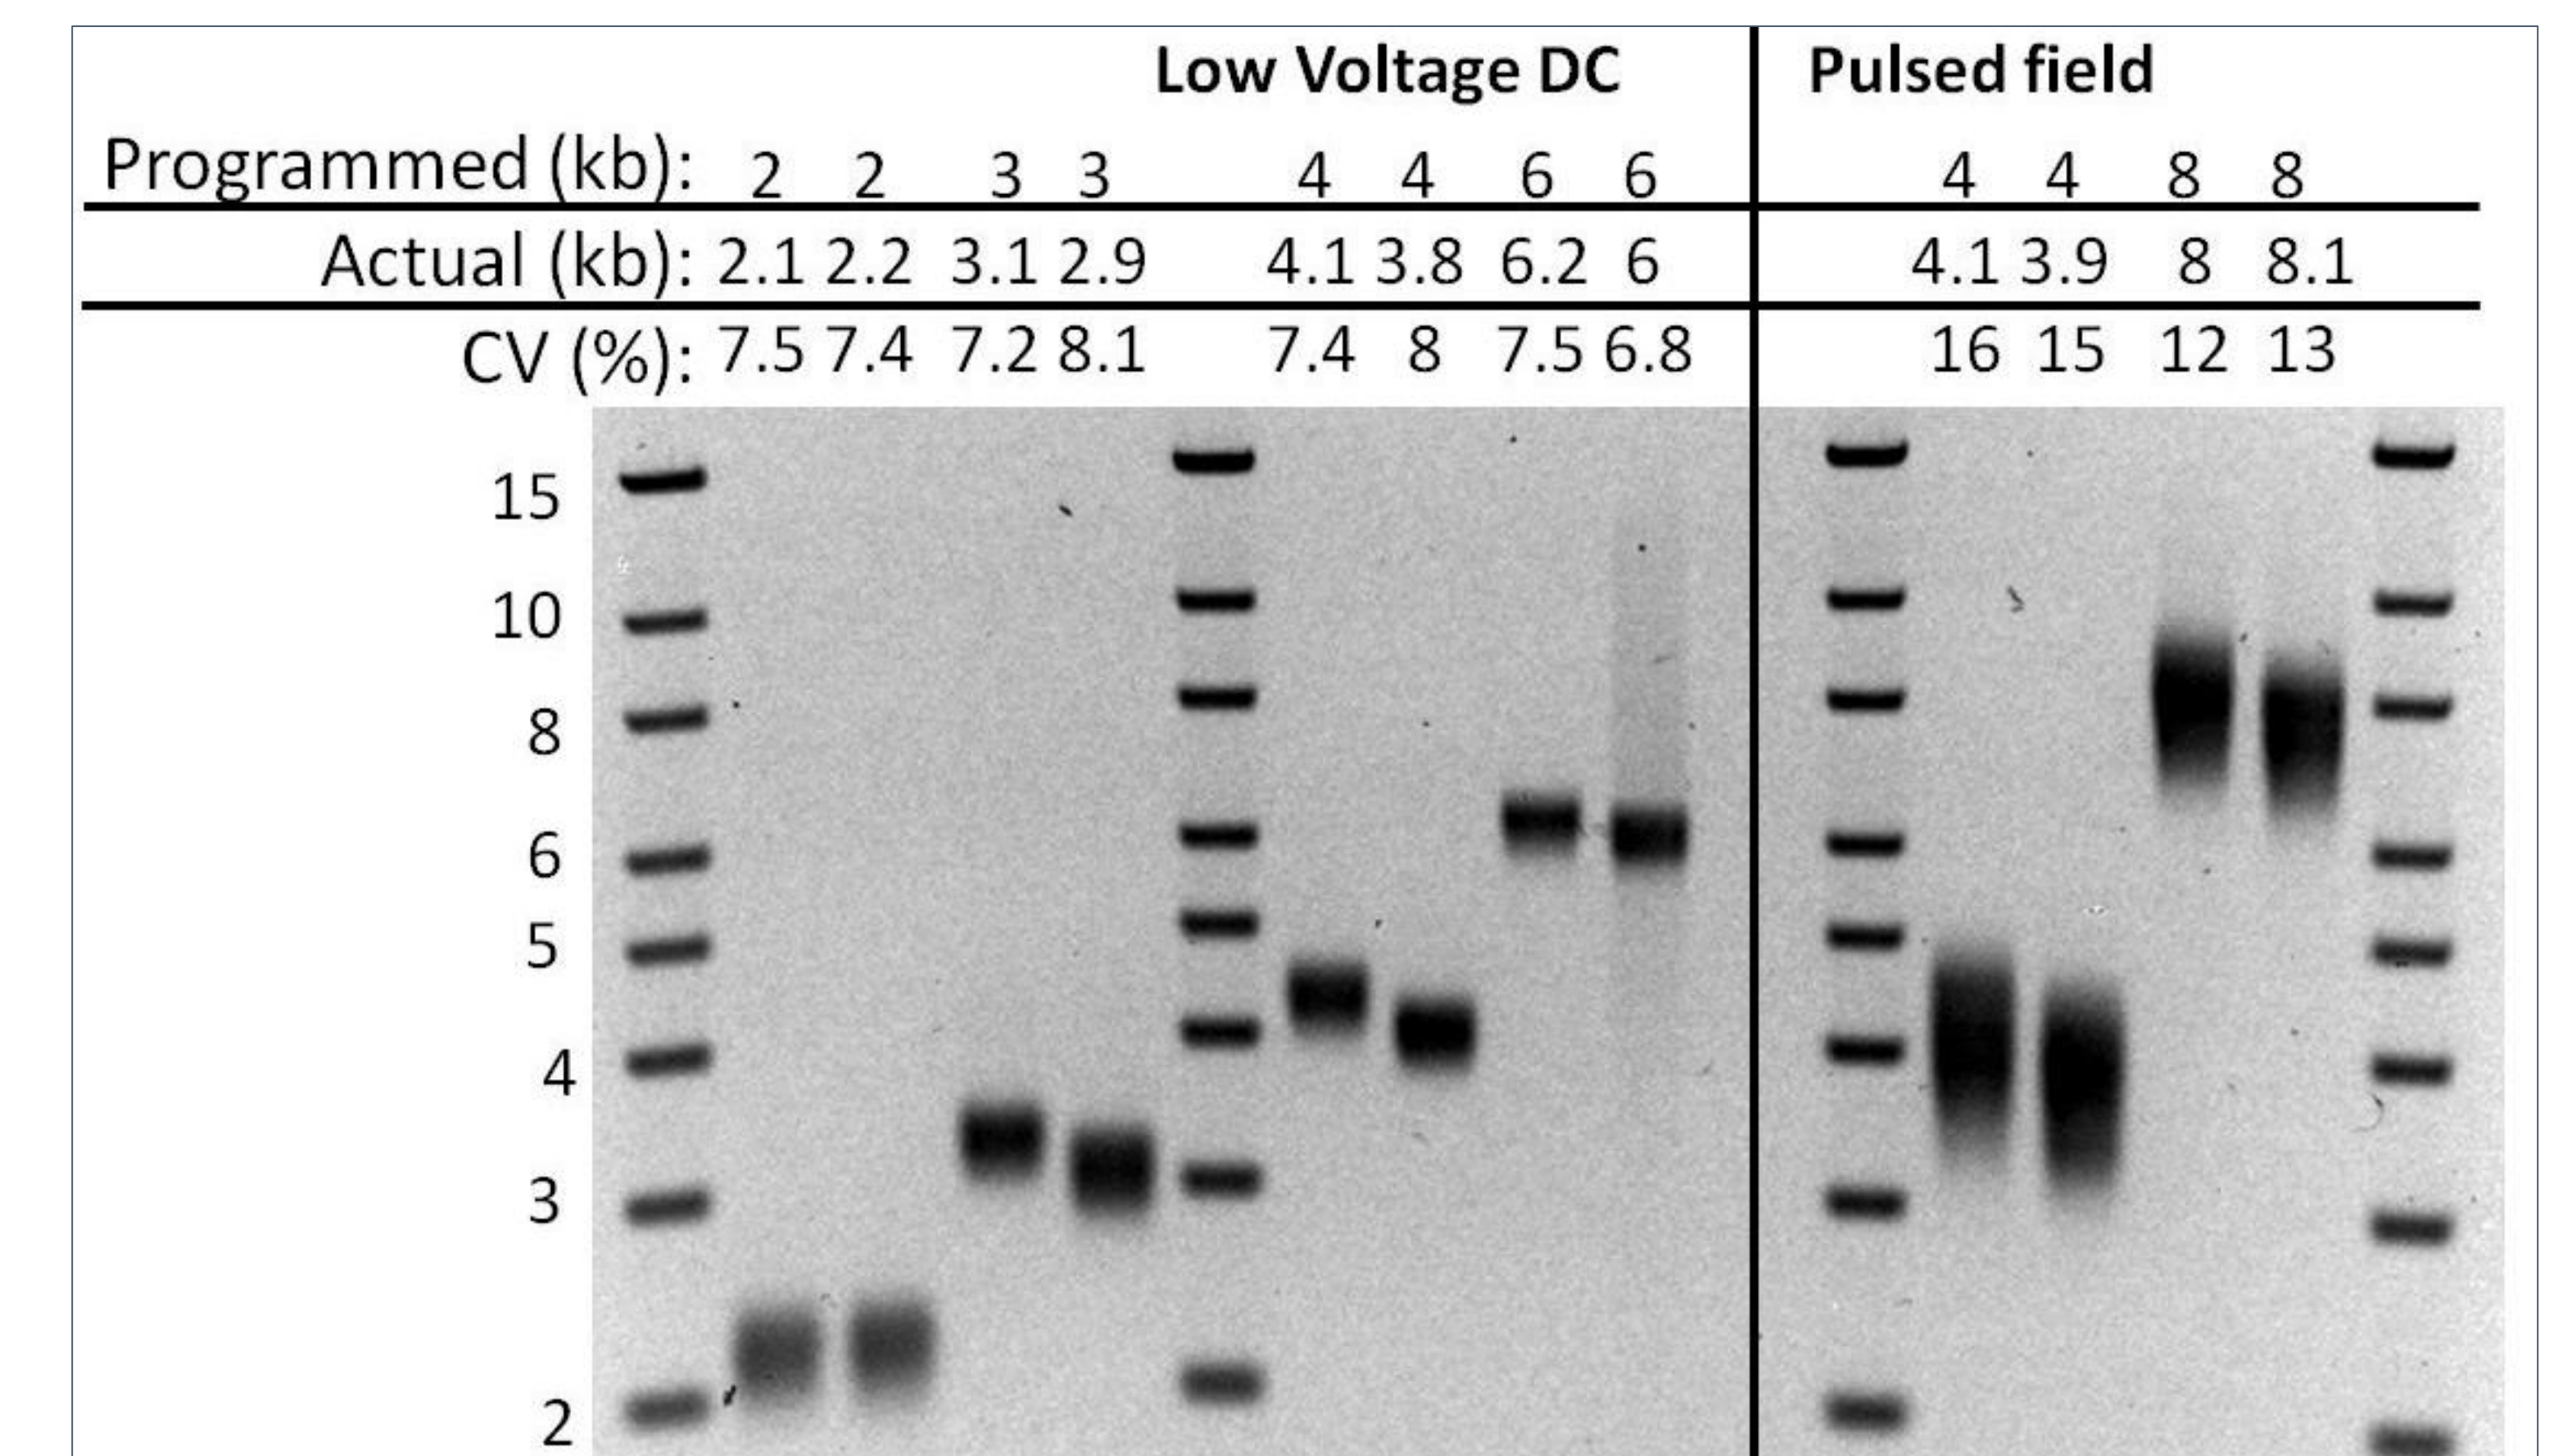 Low Voltage DC Pulsed field
Programmed (kb): 2 2 3 3 4 4 6 6 4 4 8 8
Actual (kb): 2.1 2.2 3.1 2.9 4.1 3.8 6.2 6 4.1 3.9 8 8.1
CV (%): 7.5 7.4 7.2 8.1 7.4 8 7.5 6.8 16 15 12 13
15
10
8
6
5
4
3
2